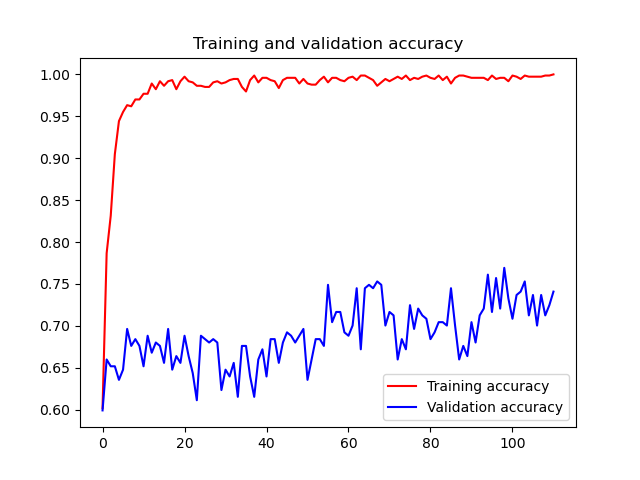 Training and validation accuracy
1.00
0.95
0.90
0.85
0.80
0.75
0.70
0.65
0.60
Training accuracy
Validation accuracy
0 20 40 60 80 100